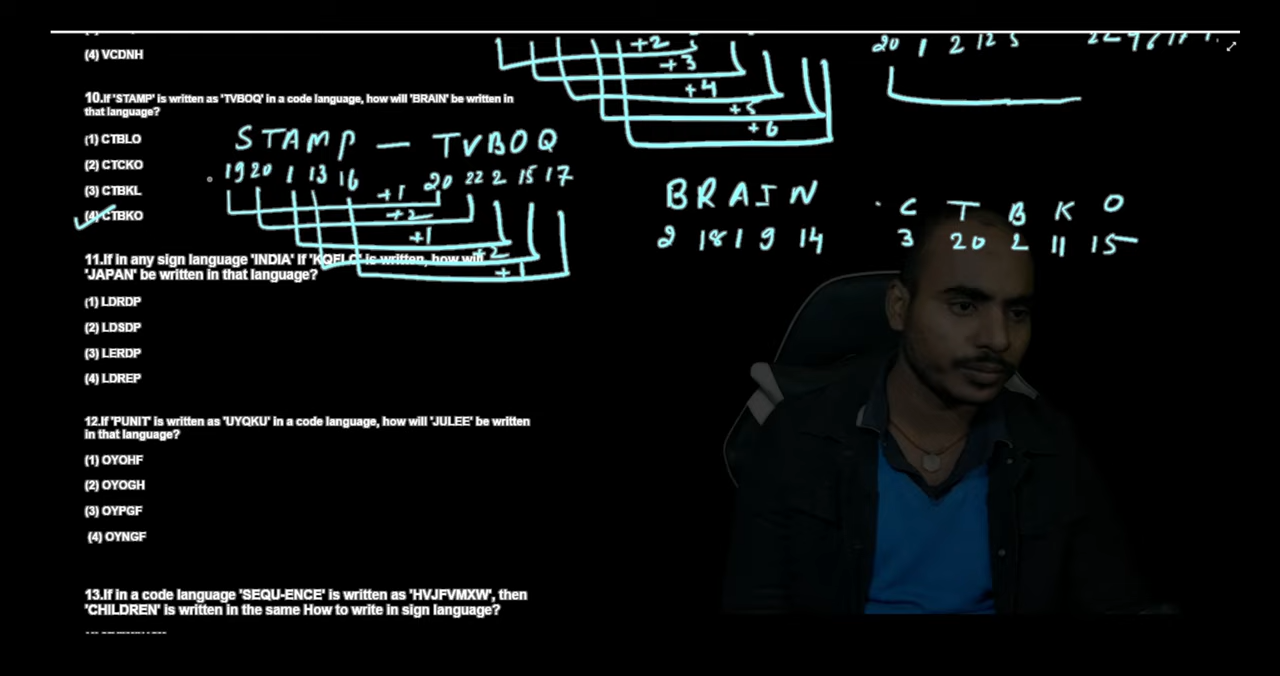 (4) VCDNH
+2
+3
+4
+5
+6
20 1 2 12 5
10.If 'STAMP' is written as 'TVBOQ' in a code language, how will 'BRAIN' be written in
that language?
(1) CTBLO
(2) CTCKO
(3) CTBKL
(4) CTBKO
STAMP — TVBOQ
19 20 1 13 16 20 22 2 15 17
+1
+2
+1
+2
+1
BRAIN
2 18 1 9 14
C T B K O
3 20 2 11 15
11.If in any sign language 'INDIA' If 'KQFLC' is written, how will
'JAPAN' be written in that language?
(1) LDRDP
(2) LDSDP
(3) LERDP
(4) LDREP
12.If 'PUNIT' is written as 'UYQKU' in a code language, how will 'JULEE' be written
in that language?
(1) OYOHF
(2) OYOGH
(3) OYPGF
(4) OYNGF
13.If in a code language 'SEQU-ENCE' is written as 'HVJFVMXW', then
'CHILDREN' is written in the same How to write in sign language?